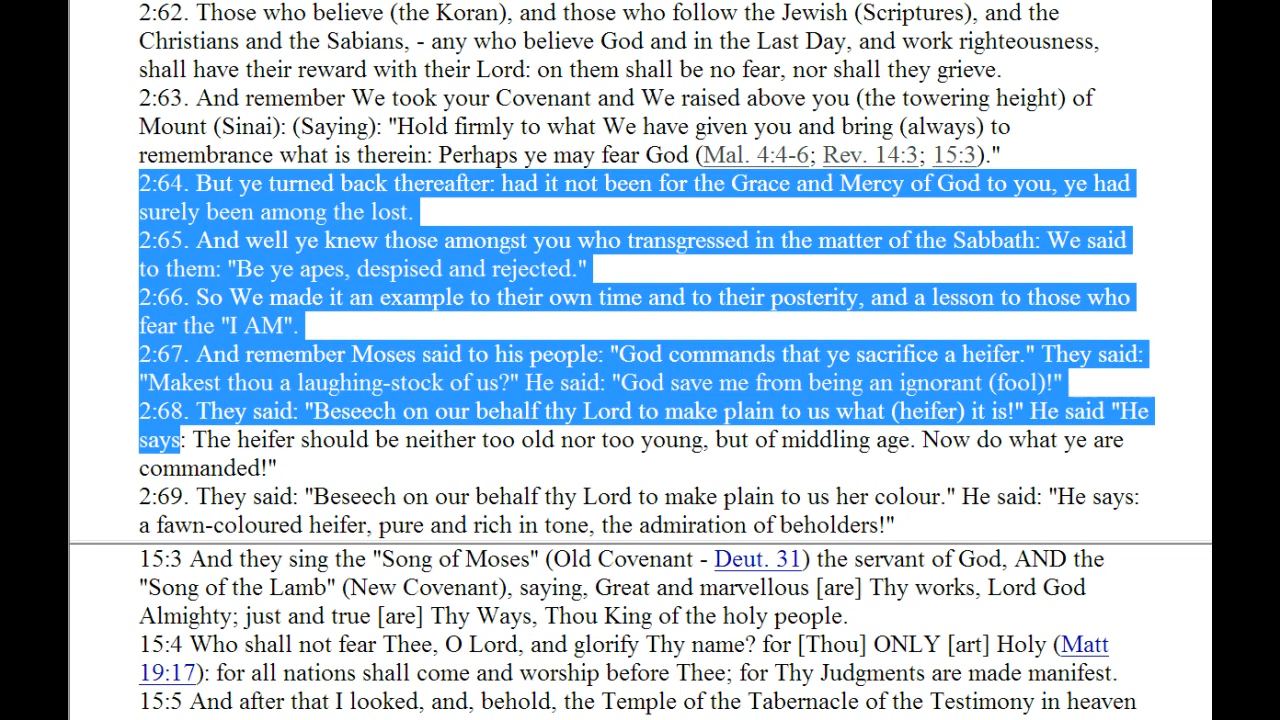 2:62. Those who believe (the Koran), and those who follow the Jewish (Scriptures), and the
Christians and the Sabians, - any who believe God and in the Last Day, and work righteousness,
shall have their reward with their Lord: on them shall be no fear, nor shall they grieve.
2:63. And remember We took your Covenant and We raised above you (the towering height) of
Mount (Sinai): (Saying): "Hold firmly to what We have given you and bring (always) to
remembrance what is therein: Perhaps ye may fear God (Mal. 4:4-6; Rev. 14:3; 15:3)."
2:64. But ye turned back thereafter: had it not been for the Grace and Mercy of God to you, ye had
surely been among the lost.
2:65. And well ye knew those amongst you who transgressed in the matter of the Sabbath: We said
to them: "Be ye apes, despised and rejected."
2:66. So We made it an example to their own time and to their posterity, and a lesson to those who
fear the "I AM".
2:67. And remember Moses said to his people: "God commands that ye sacrifice a heifer." They said:
"Makest thou a laughing-stock of us?" He said: "God save me from being an ignorant (fool)!"
2:68. They said: "Beseech on our behalf thy Lord to make plain to us what (heifer) it is!" He said "He
says: The heifer should be neither too old nor too young, but of middling age. Now do what ye are
commanded!"
2:69. They said: "Beseech on our behalf thy Lord to make plain to us her colour." He said: "He says:
a fawn-coloured heifer, pure and rich in tone, the admiration of beholders!"
15:3 And they sing the "Song of Moses" (Old Covenant - Deut. 31) the servant of God, AND the
"Song of the Lamb" (New Covenant), saying, Great and marvellous [are] Thy works, Lord God
Almighty; just and true [are] Thy Ways, Thou King of the holy people.
15:4 Who shall not fear Thee, O Lord, and glorify Thy name? for [Thou] ONLY [art] Holy (Matt
19:17): for all nations shall come and worship before Thee; for Thy Judgments are made manifest.
15:5 And after that I looked, and, behold, the Temple of the Tabernacle of the Testimony in heaven